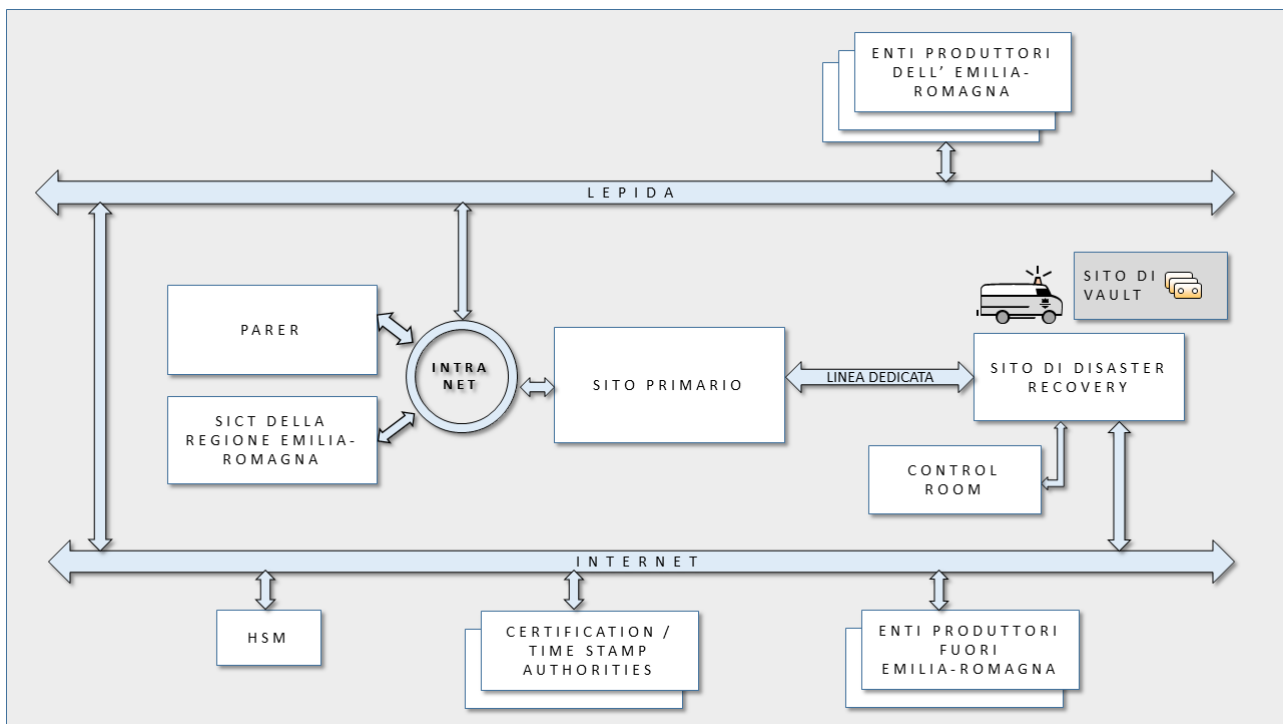 ENTI PRODUTTORI
DELL' EMILIA-
ROMAGNA
LEPIDA
SITO DI
VAULT
PARER
INTRA
NET
SITO PRIMARIO
LINEA DEDICATA
SITO DI DISASTER
RECOVERY
SICT DELLA
REGIONE EMILIA-
ROMAGNA
CONTROL
ROOM
INTERNET
HSM
CERTIFICATION /
TIME STAMP
AUTHORITIES
ENTI PRODUTTORI
FUORI
EMILIA-ROMAGNA